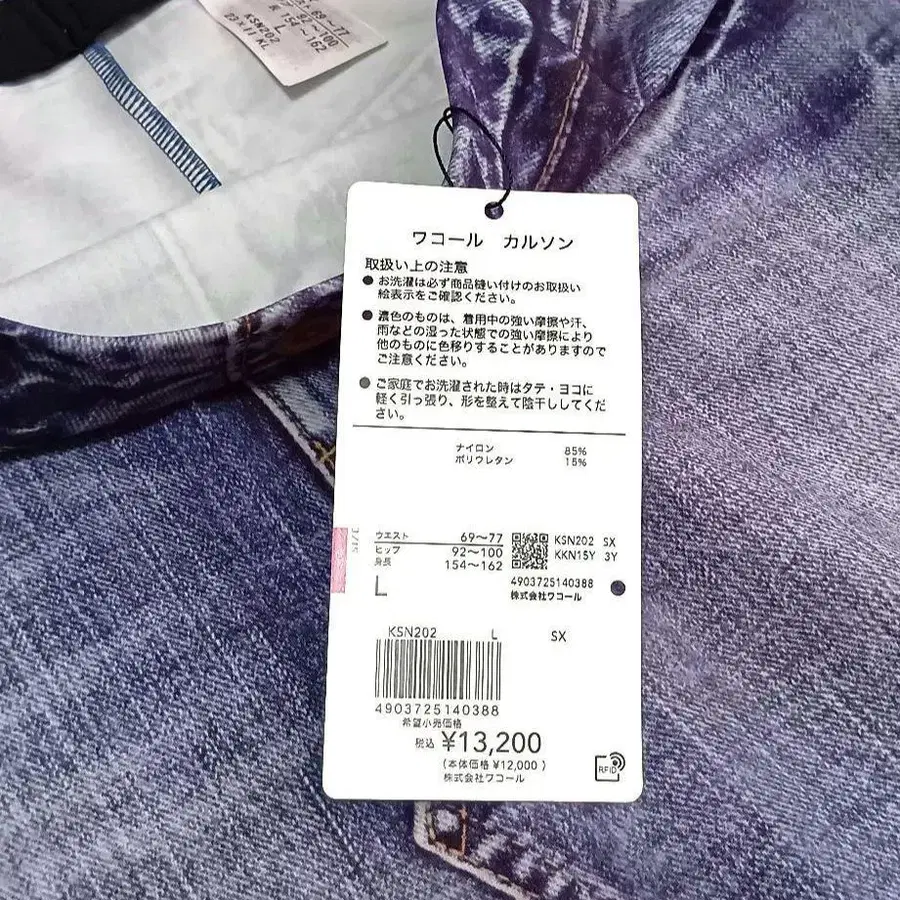 69～77
92～100
154～162
L
KSN202
ワコール カルソン
取扱い上の注意
● お洗濯は必ず商品縫い付けのお取扱い
絵表示をご確認ください。
● 濃色のものは、着用中の強い摩擦や汗、
雨などの湿った状態での強い摩擦により
他のものに色移りすることがありますので
ご注意ください。
● ご家庭でお洗濯された時はタテ・ヨコに
軽く引っ張り、形を整えて陰干ししてくだ
さい。
ナイロン 85%
ポリウレタン 15%
ウエスト 69～77
ヒップ 92～100
身長 154～162
L
KSN202 SX
KKN15Y 3Y
4903725140388
株式会社ワコール
KSN202 L SX
4903725140388
希望小売価格
税込 ¥13,200
(本体価格 ¥12,000 )
株式会社ワコール
RFID